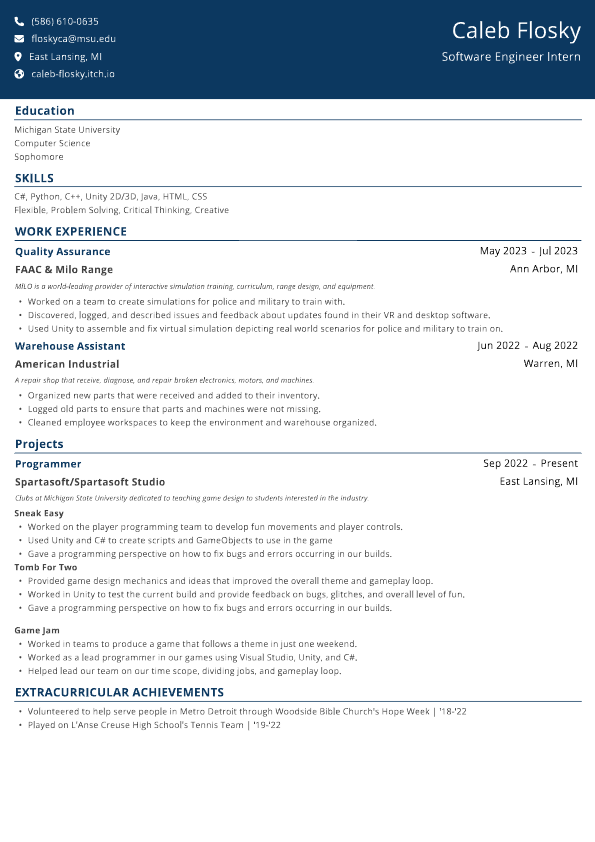 (586) 610-0635
floskyca@msu.edu
East Lansing, MI
caleb-flosky.itch.io
Caleb Flosky
Software Engineer Intern
Education
Michigan State University
Computer Science
Sophomore
SKILLS
C#, Python, C++, Unity 2D/3D, Java, HTML, CSS
Flexible, Problem Solving, Critical Thinking, Creative
WORK EXPERIENCE
Quality Assurance May 2023 - Jul 2023
FAAC & Milo Range Ann Arbor, MI
MILO is a world-leading provider of interactive simulation training, curriculum, range design, and equipment.
• Worked on a team to create simulations for police and military to train with.
• Discovered, logged, and described issues and feedback about updates found in their VR and desktop software.
• Used Unity to assemble and fix virtual simulation depicting real world scenarios for police and military to train on.
Warehouse Assistant Jun 2022 - Aug 2022
American Industrial Warren, MI
A repair shop that receive, diagnose, and repair broken electronics, motors, and machines.
• Organized new parts that were received and added to their inventory.
• Logged old parts to ensure that parts and machines were not missing.
• Cleaned employee workspaces to keep the environment and warehouse organized.
Projects
Programmer Sep 2022 - Present
Spartasoft/Spartasoft Studio East Lansing, MI
Clubs at Michigan State University dedicated to teaching game design to students interested in the industry
Sneak Easy
• Worked on the player programming team to develop fun movements and player controls.
• Used Unity and C# to create scripts and GameObjects to use in the game
• Gave a programming perspective on how to fix bugs and errors occurring in our builds.
Tomb For Two
• Provided game design mechanics and ideas that improved the overall theme and gameplay loop.
• Worked in Unity to test the current build and provide feedback on bugs, glitches, and overall level of fun.
• Gave a programming perspective on how to fix bugs and errors occurring in our builds.
Game Jam
• Worked in teams to produce a game that follows a theme in just one weekend.
• Worked as a lead programmer in our games using Visual Studio, Unity, and C#.
• Helped lead our team on our time scope, dividing jobs, and gameplay loop.
EXTRACURRICULAR ACHIEVEMENTS
• Volunteered to help serve people in Metro Detroit through Woodside Bible Church's Hope Week | '18-'22
• Played on L'Anse Creuse High School's Tennis Team | '19-'22